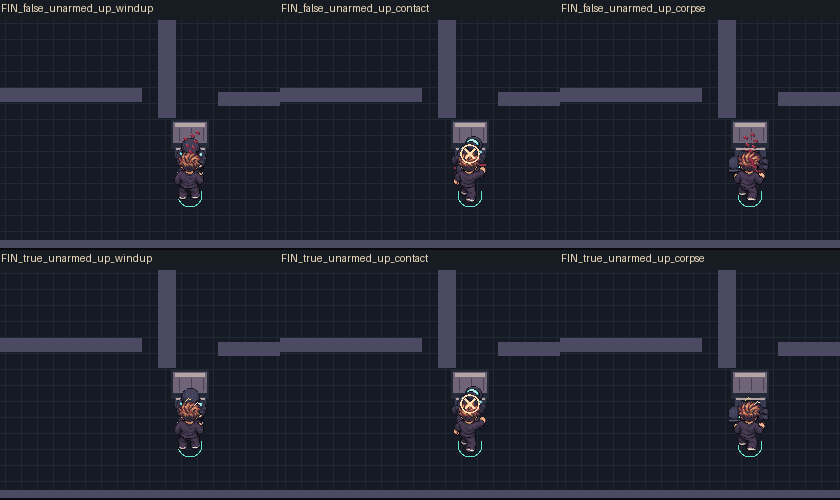 FIN_false_unarmed_up_windup
FIN_false_unarmed_up_contact
FIN_false_unarmed_up_corpse
FIN_true_unarmed_up_windup
FIN_true_unarmed_up_contact
FIN_true_unarmed_up_corpse